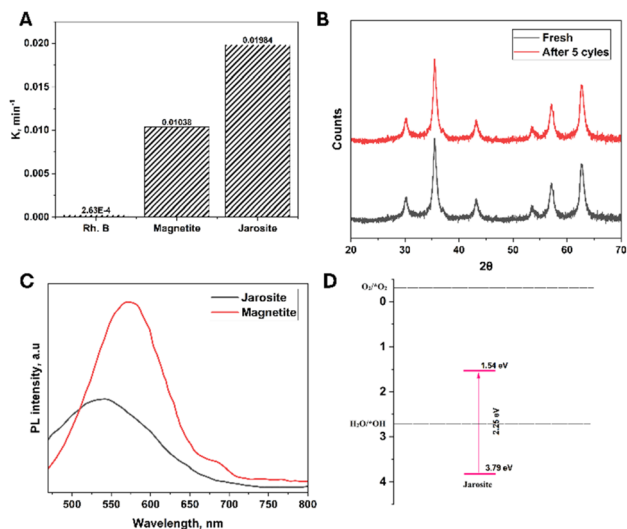 A
0.020
0.015
0.010
0.005
0.000
K, min⁻¹
2.63E-4
0.01038
0.01984
Rh. B
Magnetite
Jarosite
B
Fresh
After 5 cyles
Counts
20
30
40
50
60
70
2θ
C
Jarosite
Magnetite
PL intensity, a.u
500
550
600
650
700
750
800
Wavelength, nm
D
O₂/*O₂
0
1
1.54 eV
2
2.25 eV
H₂O/*OH
3
3.79 eV
4
Jarosite